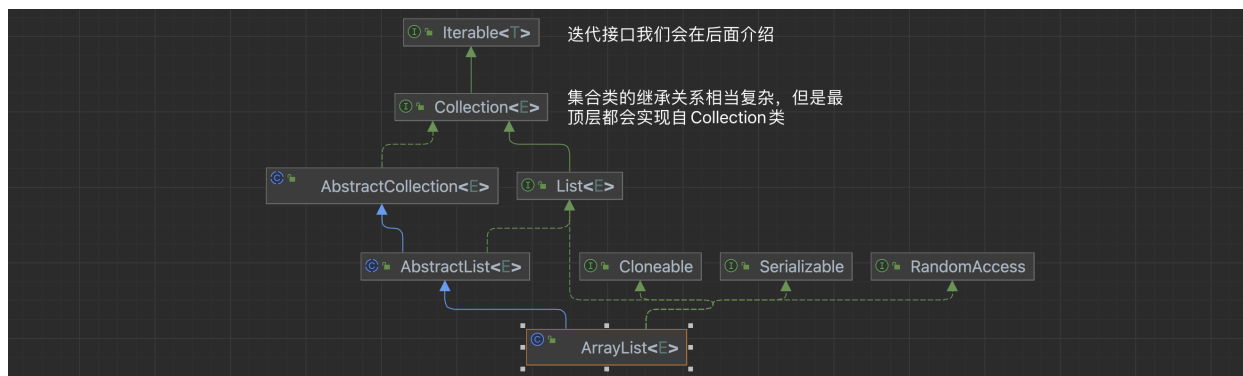 Iterable<T>
迭代接口我们会在后面介绍
Collection<E>
集合类的继承关系相当复杂，但是最
顶层都会实现自Collection类
AbstractCollection<E>
List<E>
AbstractList<E>
Cloneable
Serializable
RandomAccess
ArrayList<E>